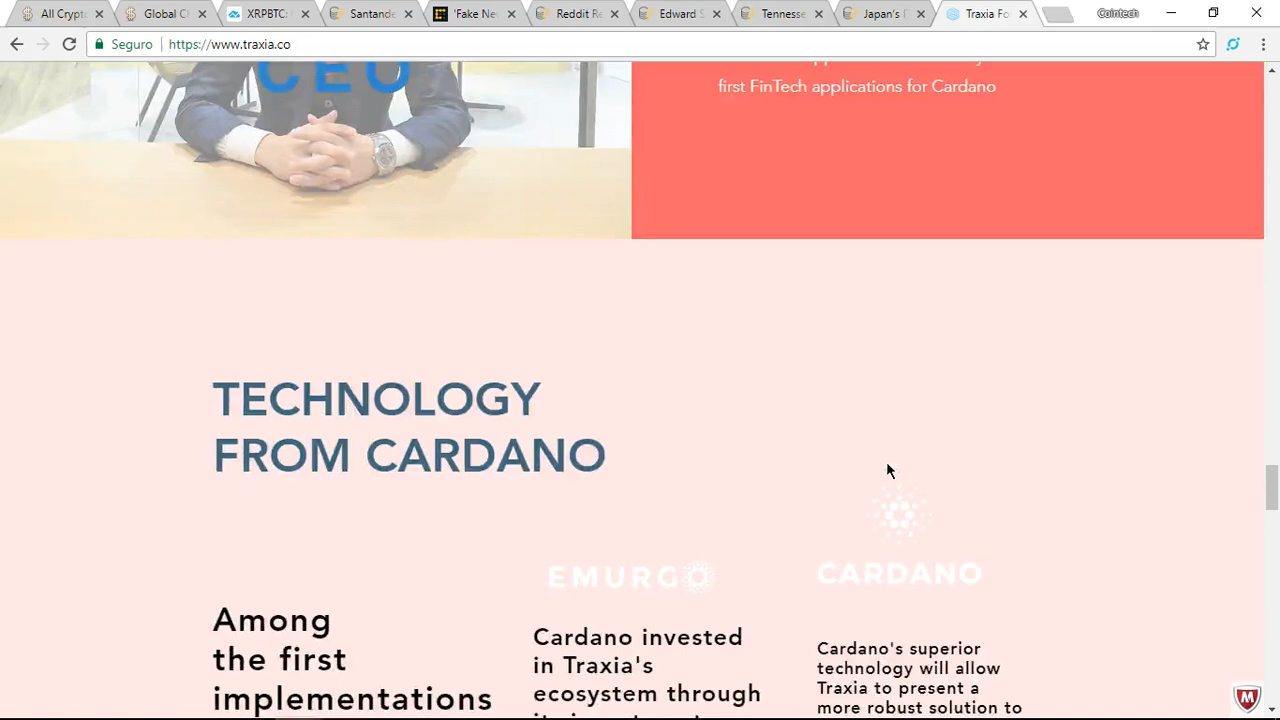 All Crypt
Global C
XRPBTC:
Santande
'Fake Ne
Reddit Re
Edward
Tennesse
Japan's I
Traxia Fo
Cointech
Seguro
https://www.traxia.co
CEO
first FinTech applications for Cardano
TECHNOLOGY
FROM CARDANO
EMURGO
CARDANO
Among
the first
implementations
Cardano invested
in Traxia's
ecosystem through
Cardano's superior
technology will allow
Traxia to present a
more robust solution to